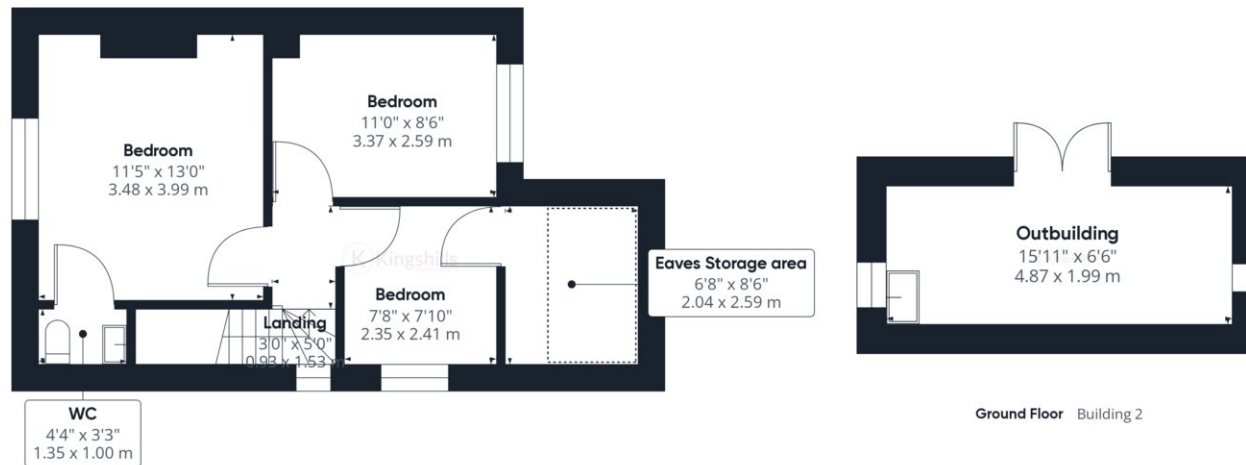 Bedroom
11'5" x 13'0"
3.48 x 3.99 m
Bedroom
11'0" x 8'6"
3.37 x 2.59 m
Kingshills
Bedroom
7'8" x 7'10"
2.35 x 2.41 m
Landing
3'0" x 5'0"
0.93 x 1.53 m
Eaves Storage area
6'8" x 8'6"
2.04 x 2.59 m
WC
4'4" x 3'3"
1.35 x 1.00 m
Outbuilding
15'11" x 6'6"
4.87 x 1.99 m
Ground Floor Building 2